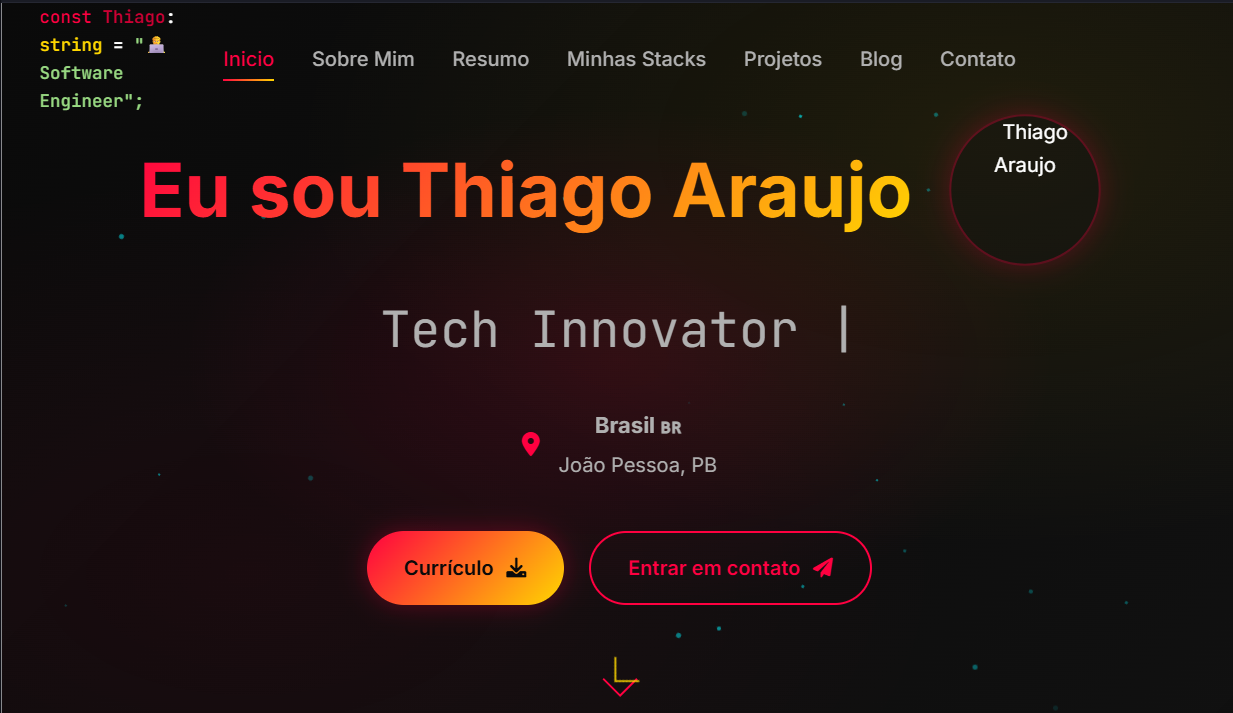 const Thiago:
string = "🧑‍💻
Software
Engineer";
Inicio Sobre Mim Resumo Minhas Stacks Projetos Blog Contato
Eu sou Thiago Araujo
Thiago
Araujo
Tech Innovator |
Brasil BR
João Pessoa, PB
Currículo
Entrar em contato